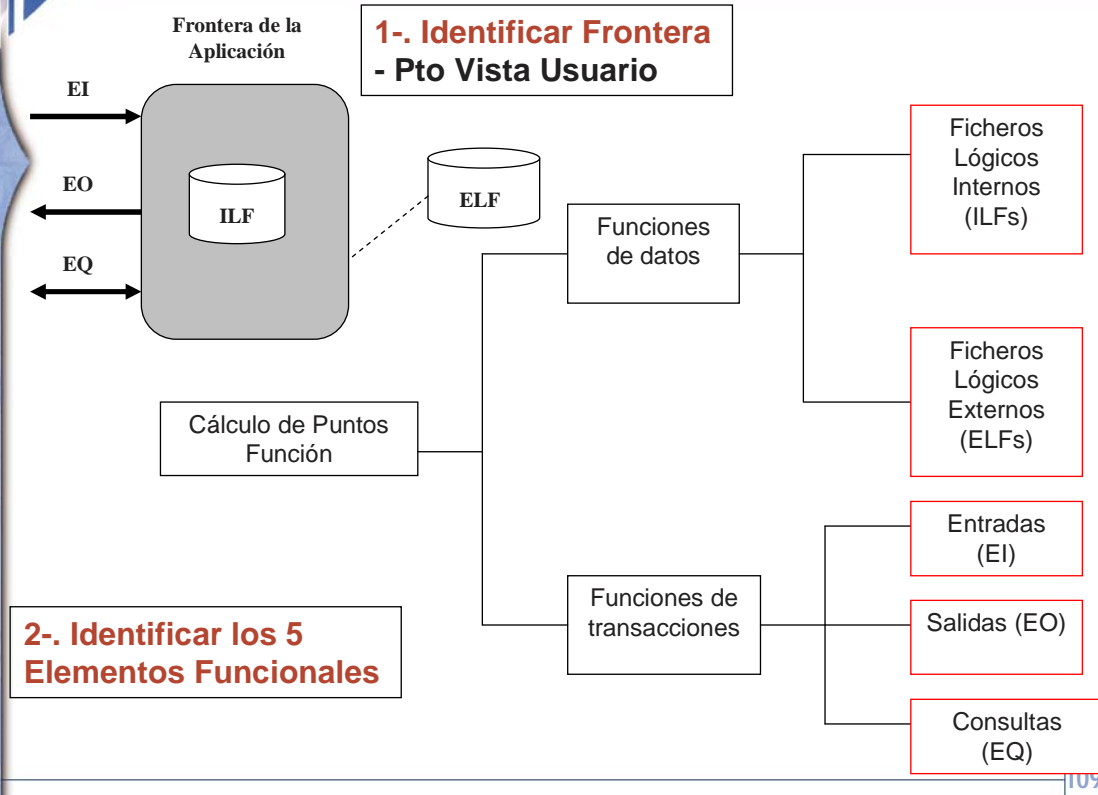 Frontera de la
Aplicación
1-. Identificar Frontera
- Pto Vista Usuario
EI
EO
EQ
ILF
ELF
Funciones
de datos
Ficheros
Lógicos
Internos
(ILFs)
Ficheros
Lógicos
Externos
(ELFs)
Cálculo de Puntos
Función
Entradas
(EI)
Funciones de
transacciones
Salidas (EO)
Consultas
(EQ)
2-. Identificar los 5
Elementos Funcionales
109